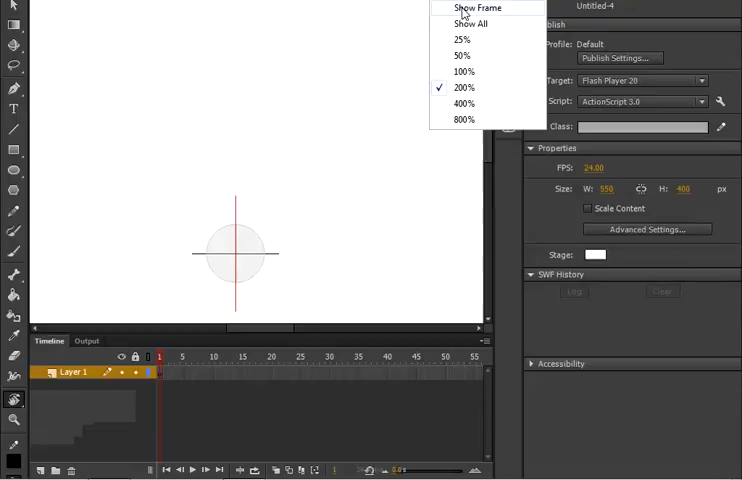 Show Frame
Show All
25%
50%
100%
200%
400%
800%
Untitled-4
Publish
Profile: Default
Publish Settings...
Target: Flash Player 20
Script: ActionScript 3.0
Class:
Properties
FPS: 24.00
Size: W: 550 H: 400 px
Scale Content
Advanced Settings...
Stage:
SWF History
Log Clear
Accessibility
T
Timeline Output
1 5 10 15 20 25 30 35 40 45 50 55
Layer 1
1 0.0s